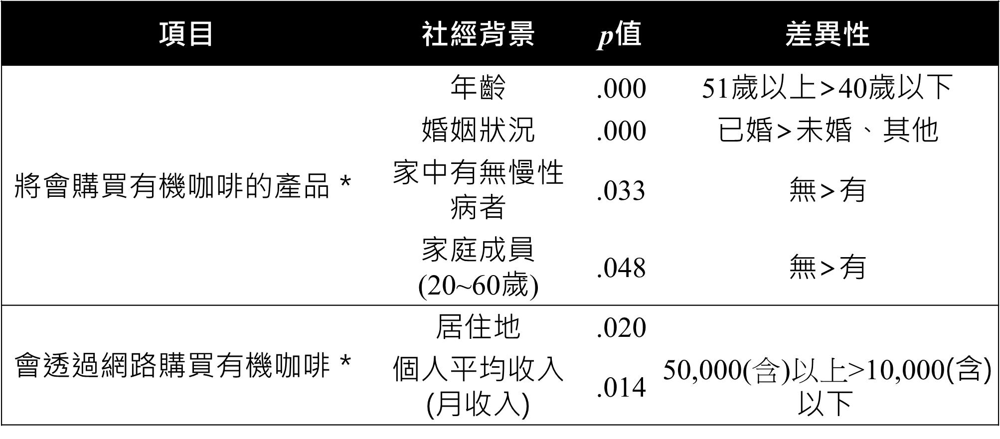 項目 社經背景 p值 差異性
年齡 .000 51歲以上>40歲以下
婚姻狀況 .000 已婚>未婚、其他
將會購買有機咖啡的產品 *
家中有無慢性
病者
.033 無>有
家庭成員
(20~60歲)
.048 無>有
會透過網路購買有機咖啡 *
居住地 .020
個人平均收入
(月收入)
.014
50,000(含)以上>10,000(含)
以下